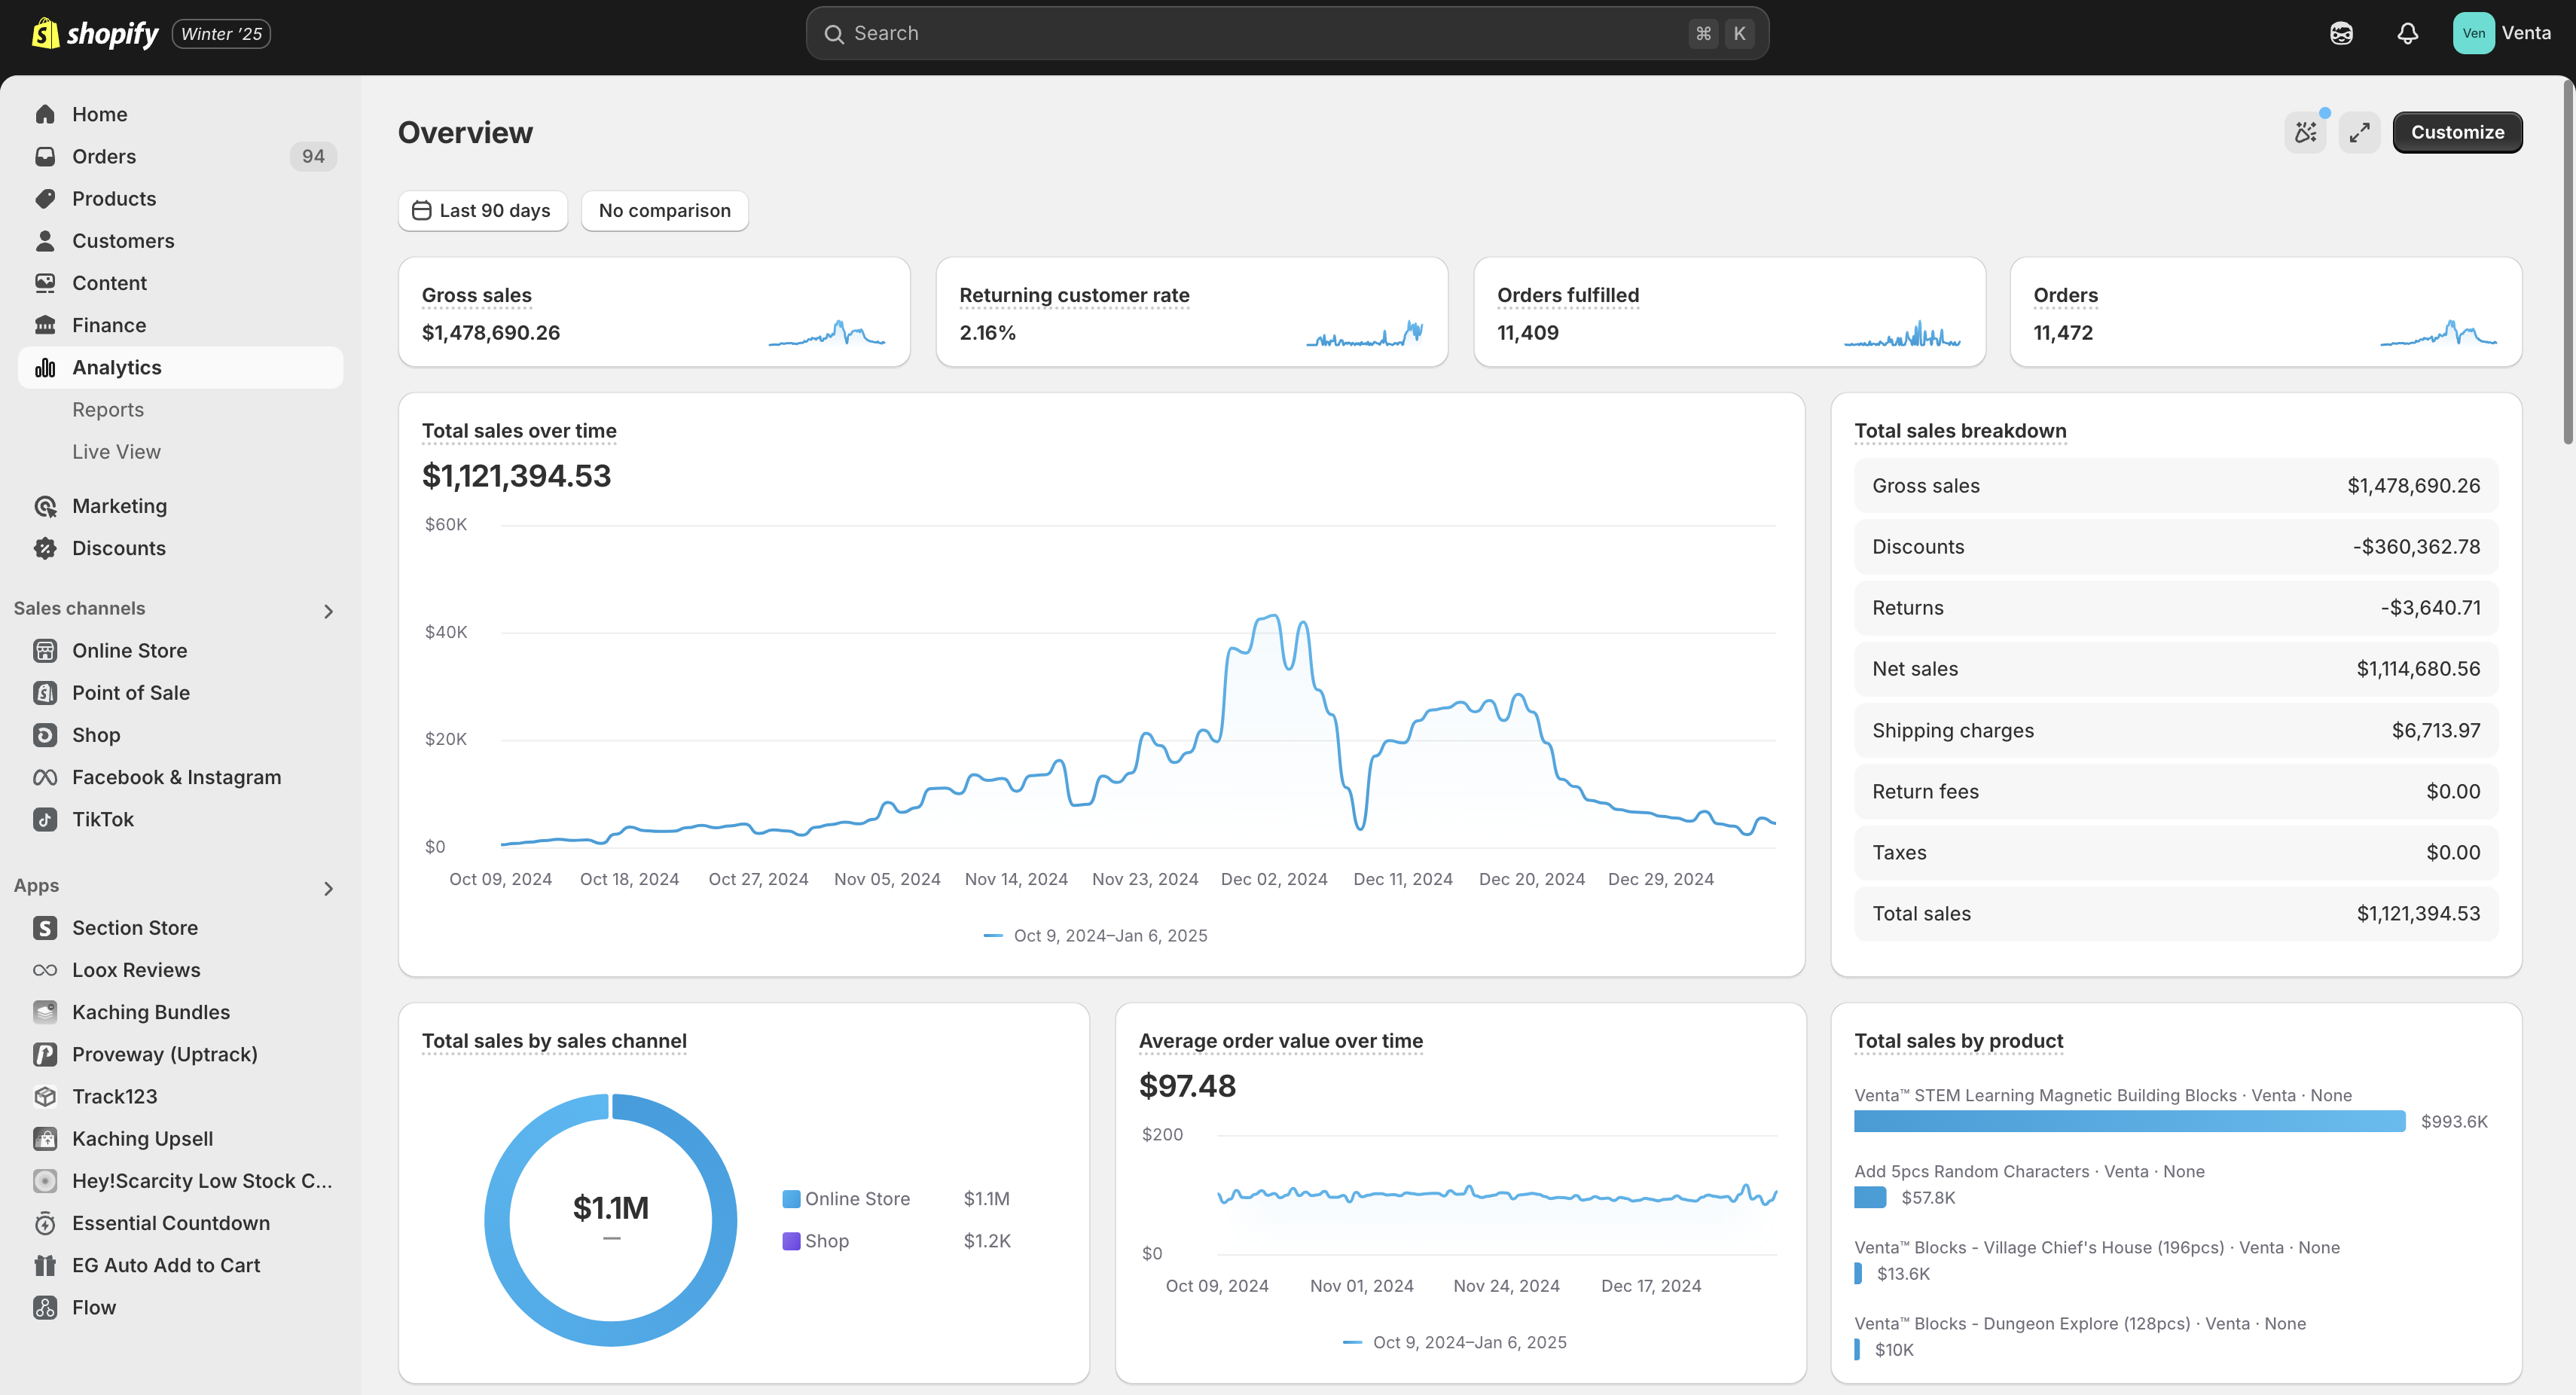 shopify Winter '25
Search ⌘ K
Ven Venta
Home
Orders 94
Products
Customers
Content
Finance
Analytics
Reports
Live View
Marketing
Discounts
Sales channels
Online Store
Point of Sale
Shop
Facebook & Instagram
TikTok
Apps
Section Store
Loox Reviews
Kaching Bundles
Proveway (Uptrack)
Track123
Kaching Upsell
Hey!Scarcity Low Stock C...
Essential Countdown
EG Auto Add to Cart
Flow
Overview
Customize
Last 90 days
No comparison
Gross sales
$1,478,690.26
Returning customer rate
2.16%
Orders fulfilled
11,409
Orders
11,472
Total sales over time
$1,121,394.53
$60K
$40K
$20K
$0
Oct 09, 2024 Oct 18, 2024 Oct 27, 2024 Nov 05, 2024 Nov 14, 2024 Nov 23, 2024 Dec 02, 2024 Dec 11, 2024 Dec 20, 2024 Dec 29, 2024
Oct 9, 2024–Jan 6, 2025
Total sales breakdown
Gross sales $1,478,690.26
Discounts -$360,362.78
Returns -$3,640.71
Net sales $1,114,680.56
Shipping charges $6,713.97
Return fees $0.00
Taxes $0.00
Total sales $1,121,394.53
Total sales by sales channel
$1.1M
—
Online Store $1.1M
Shop $1.2K
Average order value over time
$97.48
$200
$0
Oct 09, 2024 Nov 01, 2024 Nov 24, 2024 Dec 17, 2024
Oct 9, 2024–Jan 6, 2025
Total sales by product
Venta™ STEM Learning Magnetic Building Blocks · Venta · None
$993.6K
Add 5pcs Random Characters · Venta · None
$57.8K
Venta™ Blocks - Village Chief's House (196pcs) · Venta · None
$13.6K
Venta™ Blocks - Dungeon Explore (128pcs) · Venta · None
$10K